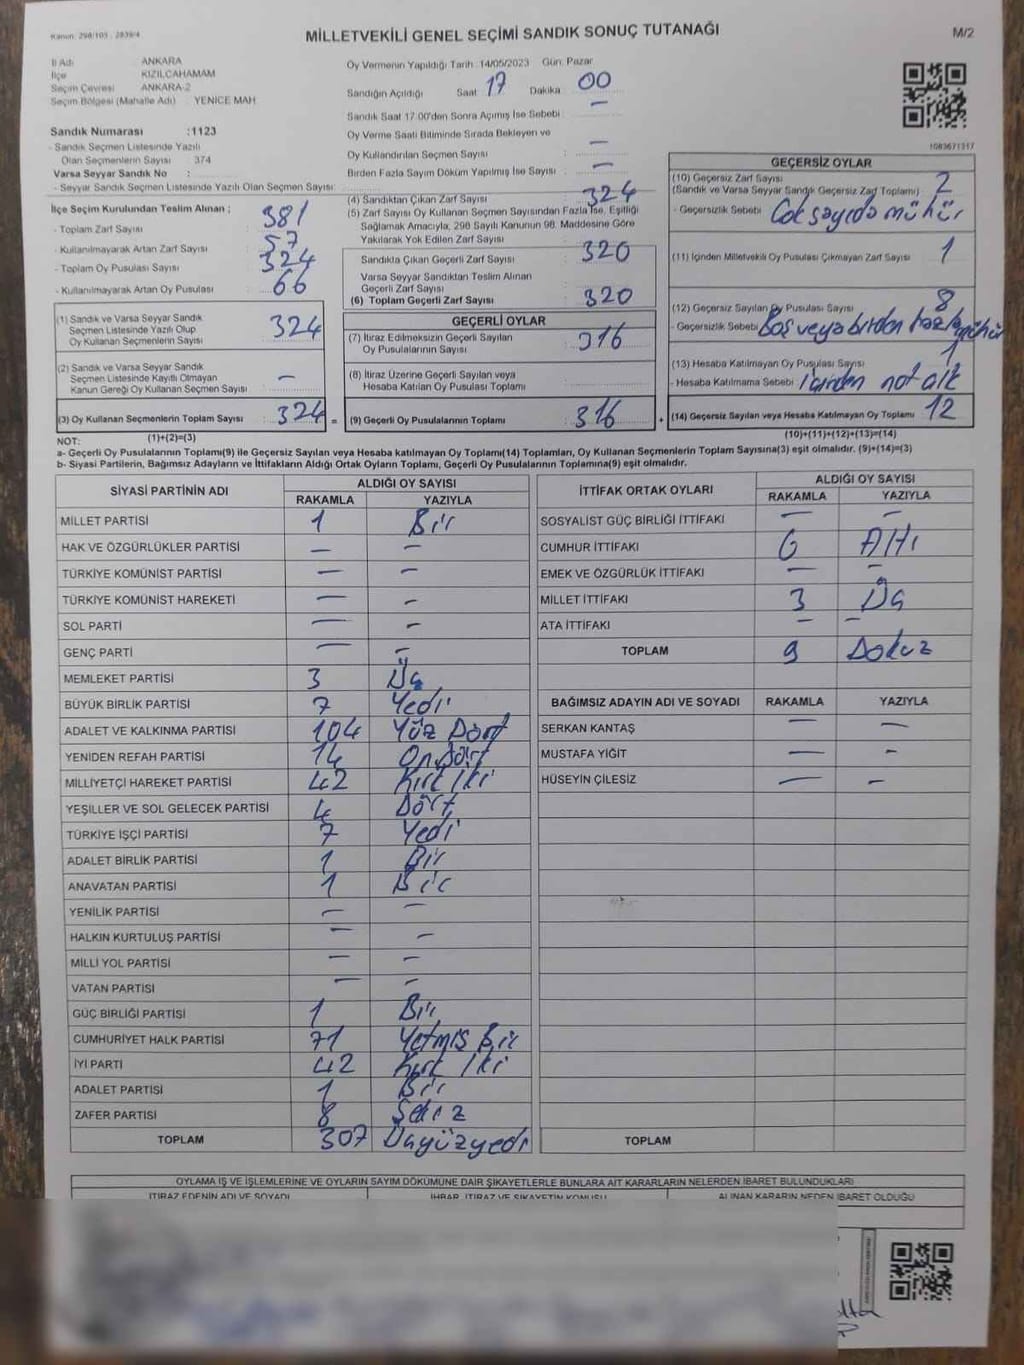 Kanun: 298/105 - 2839/4
MİLLETVEKİLİ GENEL SEÇİMİ SANDIK SONUÇ TUTANAĞI
M/2
İl Adı ANKARA
İlçe KIZILCAHAMAM
Seçim Çevresi ANKARA-2
Seçim Bölgesi (Mahalle Adı) : YENİCE MAH
Sandık Numarası :1123
- Sandık Seçmen Listesinde Yazılı
Olan Seçmenlerin Sayısı : 374
Varsa Seyyar Sandık No :
- Seyyar Sandık Seçmen Listesinde Yazılı Olan Seçmen Sayısı:
Oy Vermenin Yapıldığı Tarih :14/05/2023 Gün: Pazar
Sandığın Açıldığı Saat 17 Dakika 00
Sandık Saat 17.00'den Sonra Açmış İse Sebebi : —
Oy Verme Saati Bitiminde Sırada Bekleyen ve
Oy Kullandırılan Seçmen Sayısı : —
Birden Fazla Sayım Döküm Yapılmış İse Sayısı : —
1083671317
İlçe Seçim Kurulundan Teslim Alınan ;
- Toplam Zarf Sayısı : 381
- Kullanılmayarak Artan Zarf Sayısı : 57
- Toplam Oy Pusulası Sayısı : 324
- Kullanılmayarak Artan Oy Pusulası : 66
(1) Sandık ve Varsa Seyyar Sandık
Seçmen Listesinde Yazılı Olup
Oy Kullanan Seçmenlerin Sayısı : 324
(2) Sandık ve Varsa Seyyar Sandık
Seçmen Listesinde Kayıtlı Olmayan
Kanun Gereği Oy Kullanan Seçmen Sayısı : —
(3) Oy Kullanan Seçmenlerin Toplam Sayısı : 324 =
(4) Sandıktan Çıkan Zarf Sayısı : 324
(5) Zarf Sayısı Oy Kullanan Seçmen Sayısından Fazla İse, Eşitliği
Sağlamak Amacıyla, 298 Sayılı Kanunun 98. Maddesine Göre
Yakılarak Yok Edilen Zarf Sayısı :
Sandıkta Çıkan Geçerli Zarf Sayısı : 320
Varsa Seyyar Sandıktan Teslim Alınan
Geçerli Zarf Sayısı :
(6) Toplam Geçerli Zarf Sayısı : 320
GEÇERLİ OYLAR
(7) İtiraz Edilmeksizin Geçerli Sayılan
Oy Pusulalarının Sayısı : 316
(8) İtiraz Üzerine Geçerli Sayılan veya
Hesaba Katılan Oy Pusulası Toplamı :
(9) Geçerli Oy Pusulalarının Toplamı : 316 +
GEÇERSİZ OYLAR
(10) Geçersiz Zarf Sayısı
(Sandık ve Varsa Seyyar Sandık Geçersiz Zarf Toplamı) : 2
- Geçersizlik Sebebi : Çok sayıda mühür
(11) İçinden Milletvekili Oy Pusulası Çıkmayan Zarf Sayısı : 1
(12) Geçersiz Sayılan Oy Pusulası Sayısı : 8
- Geçersizlik Sebebi : Boş veya birden fazla mühür
(13) Hesaba Katılmayan Oy Pusulası Sayısı : 1
- Hesaba Katılmama Sebebi : İçinden not
(14) Geçersiz Sayılan veya Hesaba Katılmayan Oy Toplamı : 12
NOT: (1)+(2)=(3)
(10)+(11)+(12)+(13)=(14)
a- Geçerli Oy Pusulaları Toplamı(9) ile Geçersiz Sayılan veya Hesaba katılmayan Oy Toplamı(14) Toplamları, Oy Kullanan Seçmenlerin Toplam Sayısına(3) eşit olmalıdır. (9)+(14)=(3)
b- Siyasi Partilerin, Bağımsız Adayların ve İttifakların Aldığı Ortak Oyların Toplamı, Geçerli Oy Pusulalarının Toplamına(9) eşit olmalıdır.
SİYASİ PARTİNİN ADI ALDIĞI OY SAYISI
RAKAMLA YAZIYLA
MİLLET PARTİSİ 1 Bir
HAK VE ÖZGÜRLÜKLER PARTİSİ — —
TÜRKİYE KOMÜNİST PARTİSİ — —
TÜRKİYE KOMÜNİST HAREKETİ — —
SOL PARTİ — —
GENÇ PARTİ — —
MEMLEKET PARTİSİ 3 Üç
BÜYÜK BİRLİK PARTİSİ 7 Yedi
ADALET VE KALKINMA PARTİSİ 104 Yüz Dört
YENİDEN REFAH PARTİSİ 14 On Dört
MİLLİYETÇİ HAREKET PARTİSİ 42 Kırk İki
YEŞİLLER VE SOL GELECEK PARTİSİ 4 Dört
TÜRKİYE İŞÇİ PARTİSİ 7 Yedi
ADALET BİRLİK PARTİSİ 1 Bir
ANAVATAN PARTİSİ 1 Bir
YENİLİK PARTİSİ — —
HALKIN KURTULUŞ PARTİSİ — —
MİLLİ YOL PARTİSİ — —
VATAN PARTİSİ — —
GÜÇ BİRLİĞİ PARTİSİ 1 Bir
CUMHURİYET HALK PARTİSİ 71 Yetmiş Bir
İYİ PARTİ 42 Kırk İki
ADALET PARTİSİ 1 Bir
ZAFER PARTİSİ 8 Sekiz
TOPLAM 307 Üçyüzyedi
İTTİFAK ORTAK OYLARI ALDIĞI OY SAYISI
RAKAMLA YAZIYLA
SOSYALİST GÜÇ BİRLİĞİ İTTİFAKI — —
CUMHUR İTTİFAKI 6 Altı
EMEK VE ÖZGÜRLÜK İTTİFAKI — —
MİLLET İTTİFAKI 3 Üç
ATA İTTİFAKI — —
TOPLAM 9 Dokuz
BAĞIMSIZ ADAYIN ADI VE SOYADI RAKAMLA YAZIYLA
SERKAN KANTAŞ — —
MUSTAFA YİĞİT — —
HÜSEYİN ÇİLESİZ — —
TOPLAM
OYLAMA İŞ VE İŞLEMLERİNE VE OYLARIN SAYIM DÖKÜMÜNE DAİR ŞİKAYETLERLE BUNLARA AİT KARARLARIN NELERDEN İBARET BULUNDUKLARI
İTİRAZ EDENİN ADI VE SOYADI İHBAR, İTİRAZ VE ŞİKAYETİN KONUSU ALINAN KARARIN NEDEN İBARET OLDUĞU